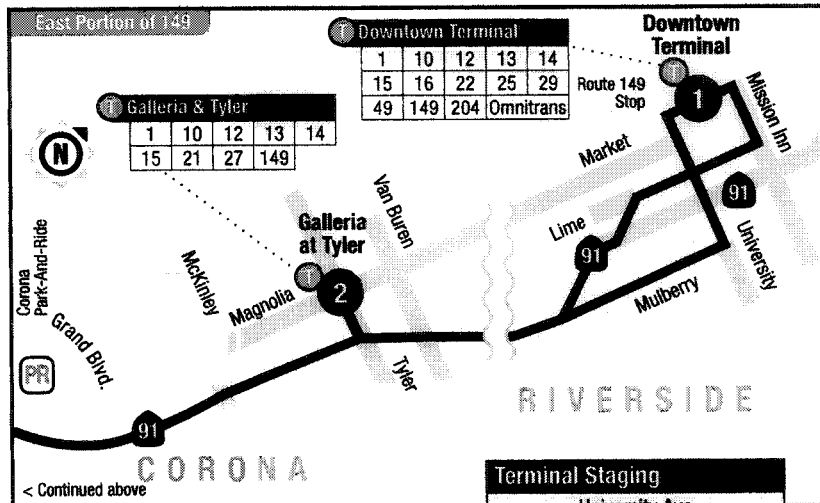 East Portion of 149
Downtown
Terminal
T Downtown Terminal
1 10 12 13 14
15 16 22 25 29
49 149 204 Omnitrans
T
Route 149
Stop
1
Mission Inn
T Galleria & Tyler
1 10 12 13 14
15 21 27 149
N
Market
Van Buren
91
Galleria
at Tyler
Lime
91
University
Corona
Park-And-Ride
McKinley
T
2
Magnolia
Mulberry
Grand Blvd.
Tyler
PR
RIVERSIDE
91
CORONA
< Continued above
Terminal Staging
University Ave